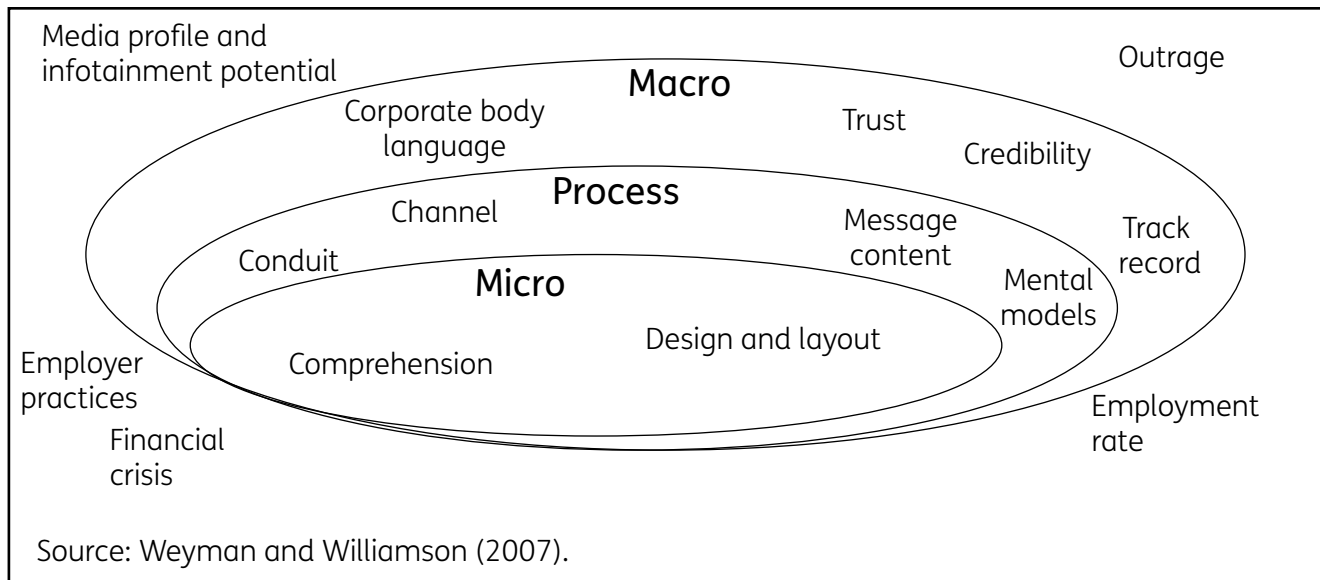 Media profile and
infotainment potential
Outrage
Macro
Corporate body
language
Trust
Credibility
Process
Channel
Message
content
Track
record
Conduit
Mental
models
Micro
Design and layout
Comprehension
Employer
practices
Employment
rate
Financial
crisis
Source: Weyman and Williamson (2007).